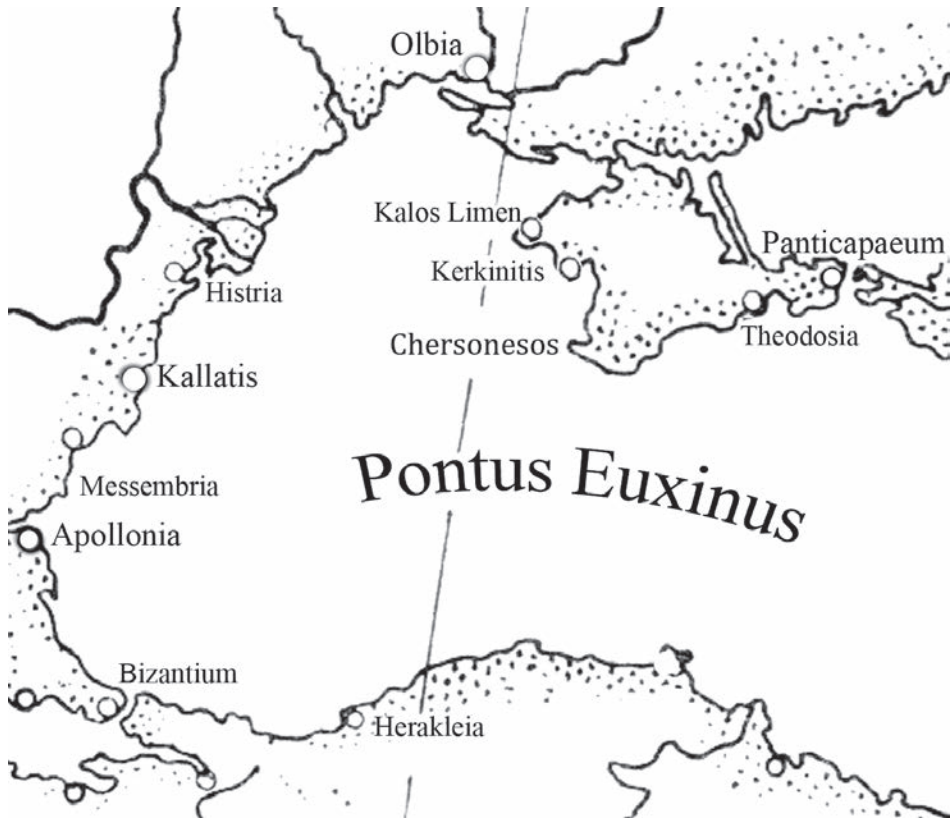 Olbia
Kalos Limen
Panticapaeum
Kerkinitis
Histria
Theodosia
Chersonesos
Kallatis
Pontus Euxinus
Messembria
Apollonia
Bizantium
Herakleia